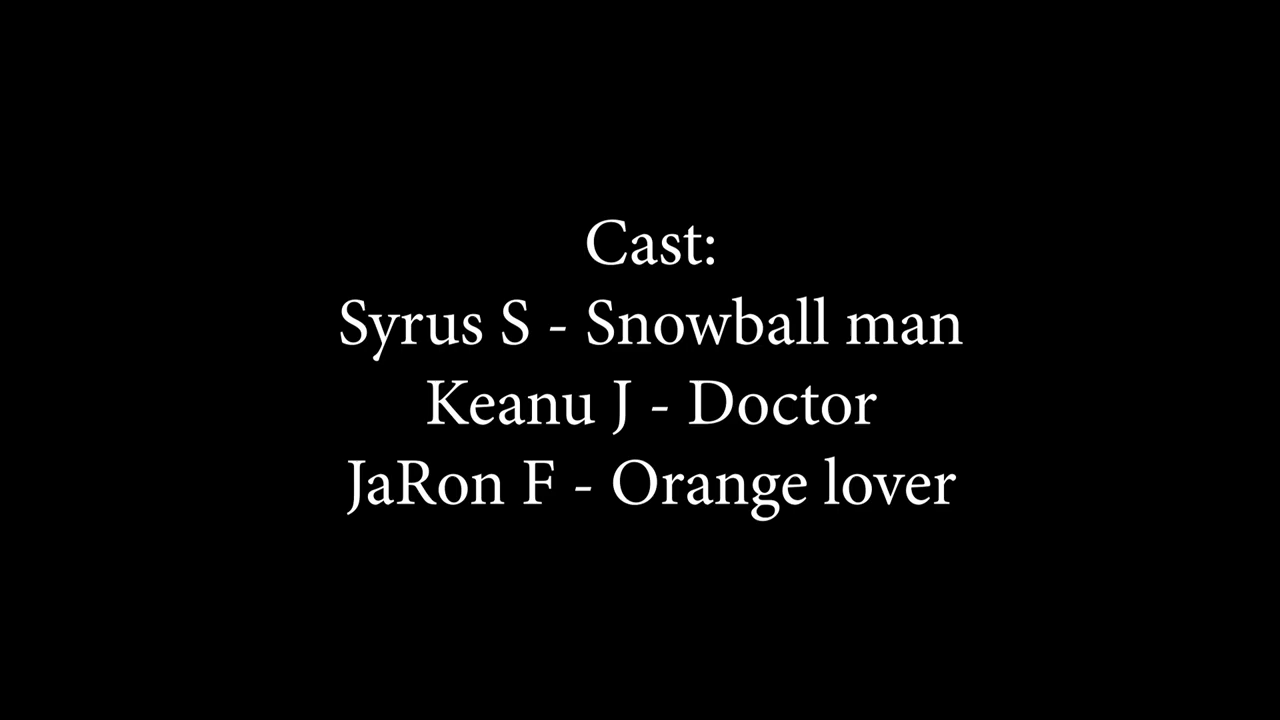 Cast:
Syrus S - Snowball man
Keanu J - Doctor
JaRon F - Orange lover